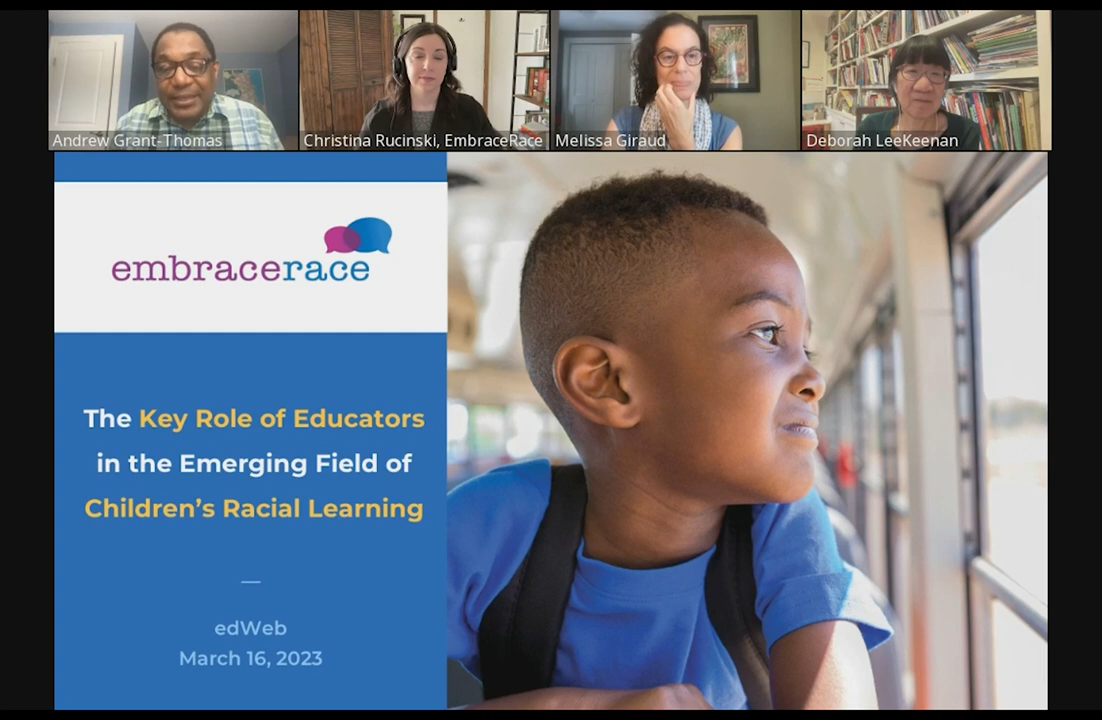 Andrew Grant-Thomas
Christina Rucinski, EmbraceRace
Melissa Giraud
Deborah LeeKeenan
embracerace
The Key Role of Educators
in the Emerging Field of
Children's Racial Learning
—
edWeb
March 16, 2023